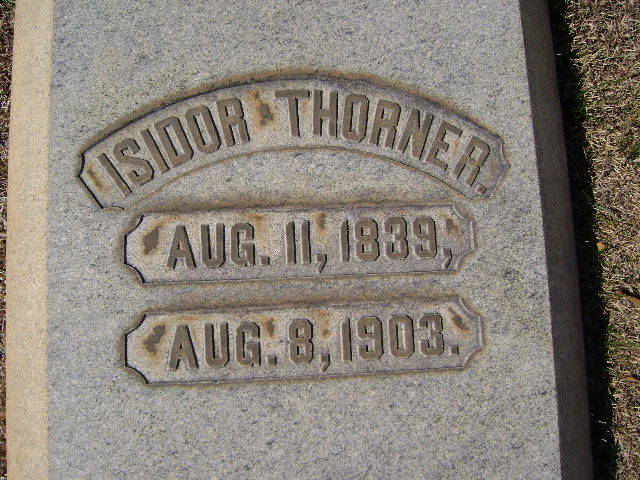 ISIDOR THORNER.
AUG. 11, 1839,
AUG. 8, 1903.